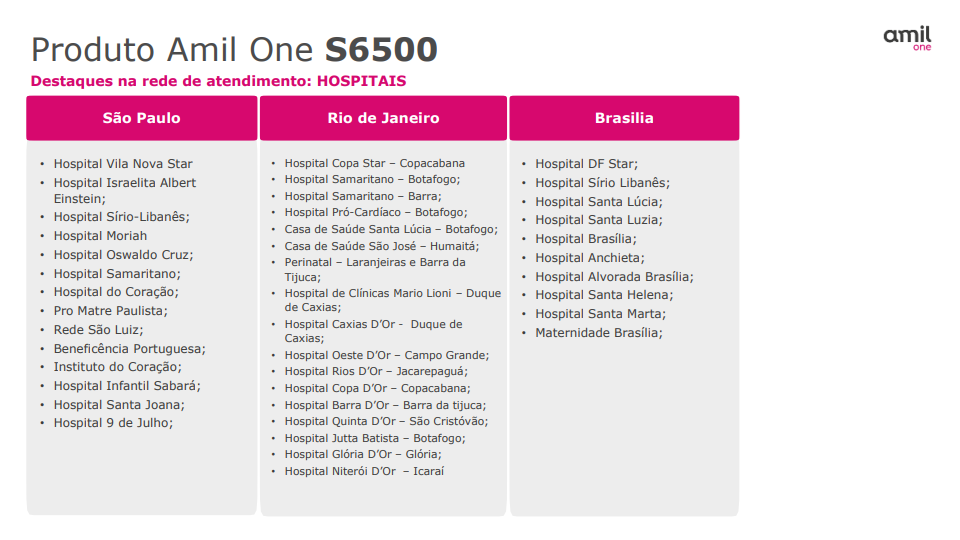 Produto Amil One S6500
amil
one
Destaques na rede de atendimento: HOSPITAIS
São Paulo
• Hospital Vila Nova Star
• Hospital Israelita Albert
Einstein;
• Hospital Sírio-Libanês;
• Hospital Moriah
• Hospital Oswaldo Cruz;
• Hospital Samaritano;
• Hospital do Coração;
• Pro Matre Paulista;
• Rede São Luiz;
• Beneficência Portuguesa;
• Instituto do Coração;
• Hospital Infantil Sabará;
• Hospital Santa Joana;
• Hospital 9 de Julho;
Rio de Janeiro
• Hospital Copa Star – Copacabana
• Hospital Samaritano – Botafogo;
• Hospital Samaritano – Barra;
• Hospital Pró-Cardíaco – Botafogo;
• Casa de Saúde Santa Lúcia – Botafogo;
• Casa de Saúde São José – Humaitá;
• Perinatal – Laranjeiras e Barra da
Tijuca;
• Hospital de Clínicas Mario Lioni – Duque
de Caxias;
• Hospital Caxias D’Or - Duque de
Caxias;
• Hospital Oeste D’Or – Campo Grande;
• Hospital Rios D’Or – Jacarepaguá;
• Hospital Copa D’Or – Copacabana;
• Hospital Barra D’Or – Barra da tijuca;
• Hospital Quinta D’Or – São Cristóvão;
• Hospital Jutta Batista – Botafogo;
• Hospital Glória D’Or – Glória;
• Hospital Niterói D’Or – Icaraí
Brasilia
• Hospital DF Star;
• Hospital Sírio Libanês;
• Hospital Santa Lúcia;
• Hospital Santa Luzia;
• Hospital Brasília;
• Hospital Anchieta;
• Hospital Alvorada Brasília;
• Hospital Santa Helena;
• Hospital Santa Marta;
• Maternidade Brasília;